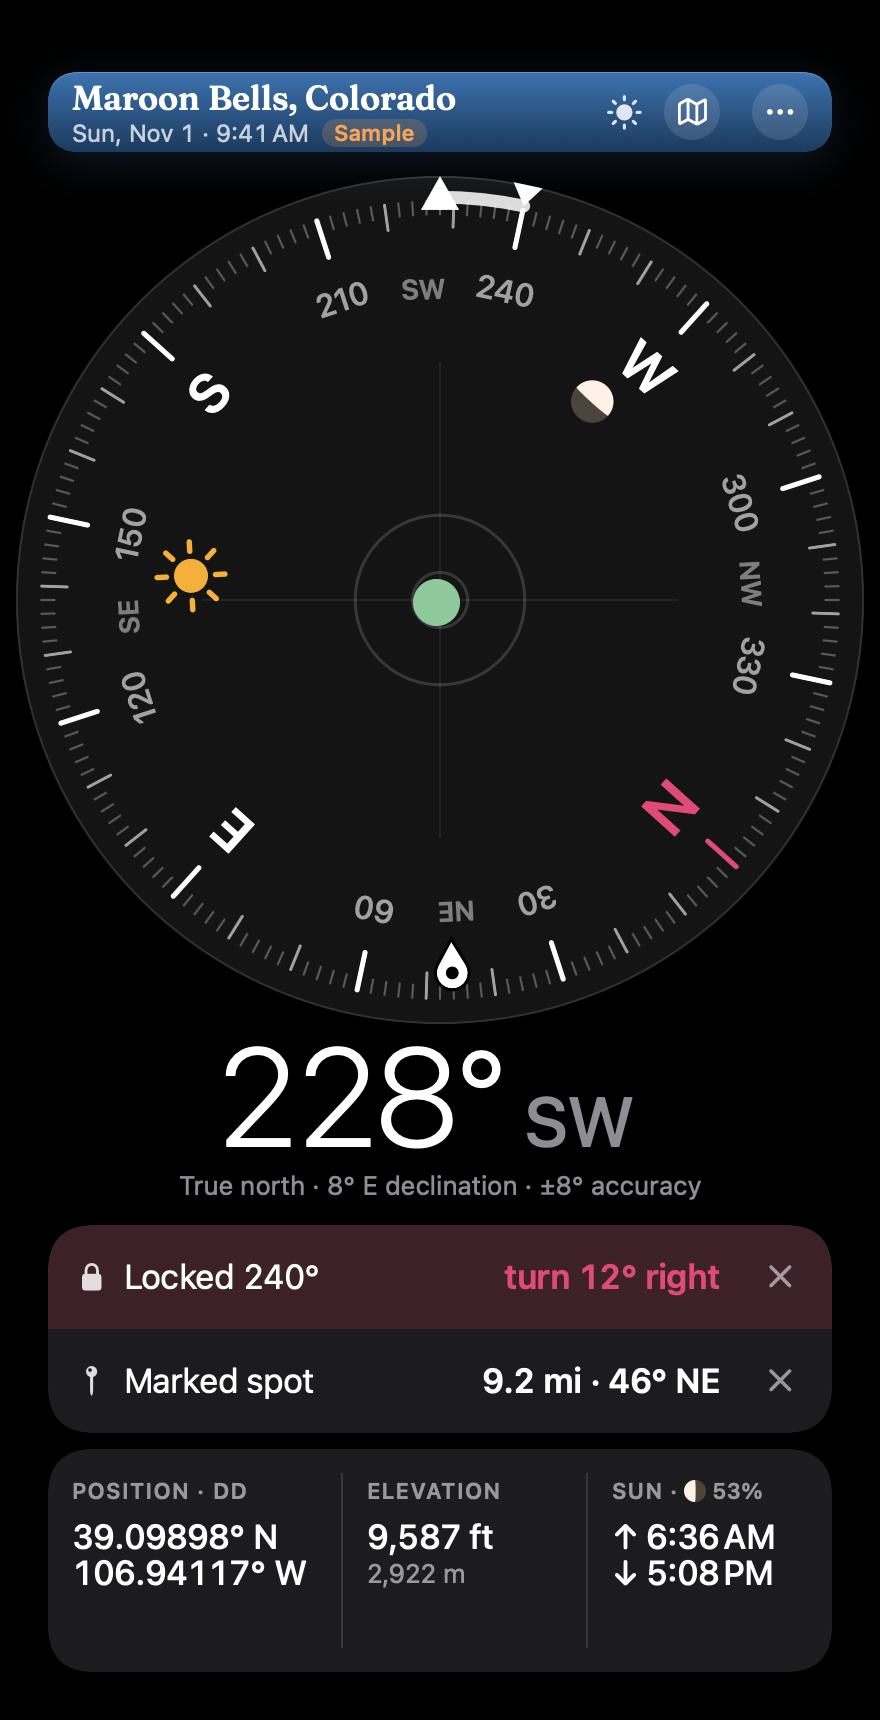 Maroon Bells, Colorado
Sun, Nov 1 · 9:41 AM Sample
210 SW 240
S W
150 300
SE NW
120 330
E N
60 NE 30
228° SW
True north · 8° E declination · ±8° accuracy
Locked 240° turn 12° right
Marked spot 9.2 mi · 46° NE
POSITION · DD
39.09898° N
106.94117° W
ELEVATION
9,587 ft
2,922 m
SUN · 53%
↑ 6:36 AM
↓ 5:08 PM